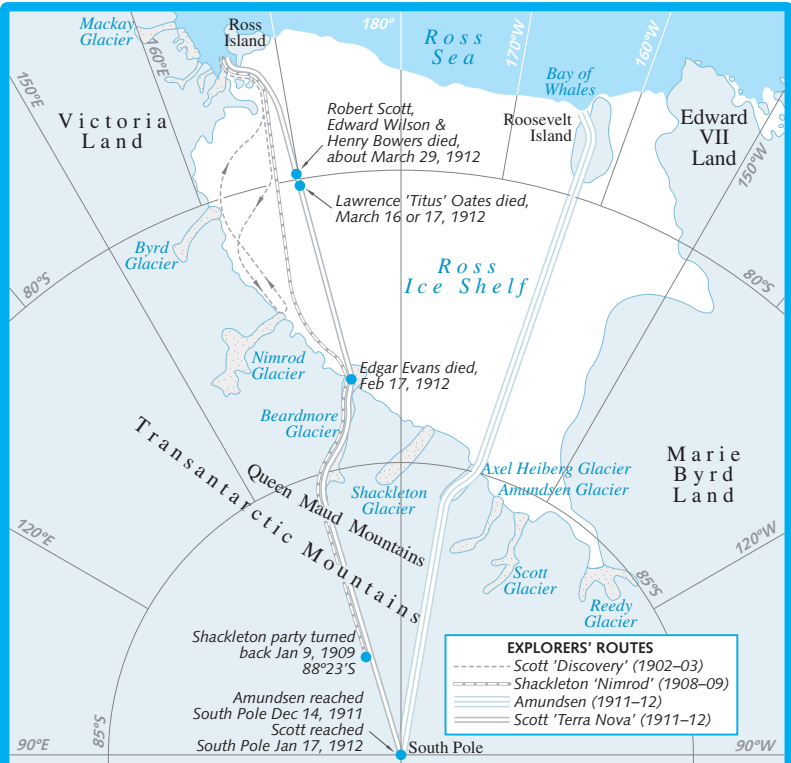 Mackay
Glacier
Ross
Island
180°
Ross
Sea
170°W
160°W
160°E
150°E
Bay of
Whales
Victoria
Land
Robert Scott,
Edward Wilson &
Henry Bowers died,
about March 29, 1912
Roosevelt
Island
Edward
VII
Land
150°W
Lawrence 'Titus' Oates died,
March 16 or 17, 1912
Byrd
Glacier
80°S
Ross
Ice Shelf
80°S
Nimrod
Glacier
Edgar Evans died,
Feb 17, 1912
Beardmore
Glacier
Transantarctic Mountains
Queen Maud Mountains
Shackleton
Glacier
Axel Heiberg Glacier
Amundsen Glacier
Marie
Byrd
Land
120°E
120°W
Scott
Glacier
85°S
Reedy
Glacier
Shackleton party turned
back Jan 9, 1909
88°23'S
EXPLORERS' ROUTES
Scott 'Discovery' (1902–03)
Shackleton 'Nimrod' (1908–09)
Amundsen (1911–12)
Scott 'Terra Nova' (1911–12)
Amundsen reached
South Pole Dec 14, 1911
Scott reached
South Pole Jan 17, 1912
85°S
90°E
South Pole
90°W